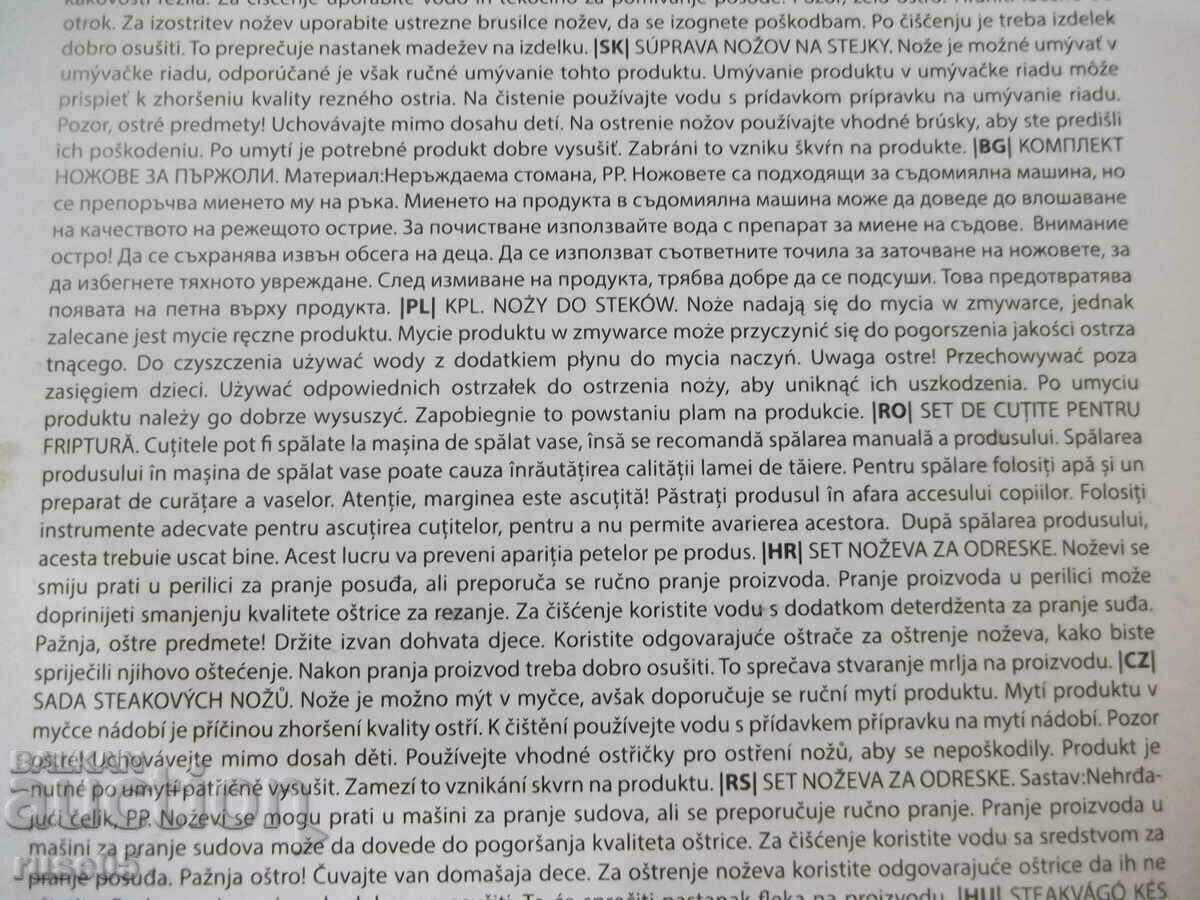 kakovosti rezila. Za čiščenje uporabite vodo in tekočino za pomivanje posode.
otrok. Za izostritev nožev uporabite ustrezne brusilce nožev, da se izognete poškodbam. Po čiščenju je treba izdelek
dobro osušiti. To preprečuje nastanek madežev na izdelku. |SK| SÚPRAVA NOŽOV NA STEJKY. Nože je možné umývať v
umývačke riadu, odporúčané je však ručné umývanie tohto produktu. Umývanie produktu v umývačke riadu môže
prispieť k zhoršeniu kvality rezného ostria. Na čistenie používajte vodu s prídavkom prípravku na umývanie riadu.
Pozor, ostré predmety! Uchovávajte mimo dosahu detí. Na ostrenie nožov používajte vhodné brúsky, aby ste predišli
ich poškodeniu. Po umytí je potrebné produkt dobre vysušiť. Zabráni to vzniku škvŕn na produkte. |BG| КОМПЛЕКТ
НОЖОВЕ ЗА ПЪРЖОЛИ. Материал:Неръждаема стомана, PP. Ножовете са подходящи за съдомиялна машина, но
се препоръчва миенето му на ръка. Миенето на продукта в съдомиялна машина може да доведе до влошаване
на качеството на режещото острие. За почистване използвайте вода с препарат за миене на съдове. Внимание
остро! Да се съхранява извън обсега на деца. Да се използват съответните точила за заточване на ножовете, за
да избегнете тяхното увреждане. След измиване на продукта, трябва добре да се подсуши. Това предотвратява
появата на петна върху продукта. |PL| KPL. NOŻY DO STEKÓW. Noże nadają się do mycia w zmywarce, jednak
zalecane jest mycie ręczne produktu. Mycie produktu w zmywarce może przyczynić się do pogorszenia jakości ostrza
tnącego. Do czyszczenia używać wody z dodatkiem płynu do mycia naczyń. Uwaga ostre! Przechowywać poza
zasięgiem dzieci. Używać odpowiednich ostrzałek do ostrzenia noży, aby uniknąć ich uszkodzenia. Po umyciu
produktu należy go dobrze wysuszyć. Zapobiegnie to powstaniu plam na produkcie. |RO| SET DE CUȚITE PENTRU
FRIPTURĂ. Cuțitele pot fi spălate la mașina de spălat vase, însă se recomandă spălarea manuală a produsului. Spălarea
produsului în mașina de spălat vase poate cauza înrăutățirea calității lamei de tăiere. Pentru spălare folosiți apă și un
preparat de curățare a vaselor. Atenție, marginea este ascuțită! Păstrați produsul în afara accesului copiilor. Folosiți
instrumente adecvate pentru ascuțirea cuțitelor, pentru a nu permite avarierea acestora. După spălarea produsului,
acesta trebuie uscat bine. Acest lucru va preveni apariția petelor pe produs. |HR| SET NOŽEVA ZA ODRESKE. Noževi se
smiju prati u perilici za pranje posuđa, ali preporuča se ručno pranje proizvoda. Pranje proizvoda u perilici može
doprinijeti smanjenju kvalitete oštrice za rezanje. Za čišćenje koristite vodu s dodatkom deterdženta za pranje suđa.
Pažnja, oštre predmete! Držite izvan dohvata djece. Koristite odgovarajuće oštrače za oštrenje noževa, kako biste
spriječili njihovo oštećenje. Nakon pranja proizvod treba dobro osušiti. To sprečava stvaranje mrlja na proizvodu. |CZ|
SADA STEAKOVÝCH NOŽŮ. Nože je možno mýt v myčce, avšak doporučuje se ruční mytí produktu. Mytí produktu v
myčce nádobí je příčinou zhoršení kvality ostří. K čištění používejte vodu s přídavkem přípravku na mytí nádobí. Pozor
ostré! Uchovávejte mimo dosah dětí. Používejte vhodné ostřičky pro ostření nožů, aby se nepoškodily. Produkt je
nutné po umytí patřičně vysušit. Zamezí to vznikání skvrn na produktu. |RS| SET NOŽEVA ZA ODRESKE. Sastav:Nehrđa-
jući čelik, PP. Noževi se mogu prati u mašini za pranje sudova, ali se preporučuje ručno pranje. Pranje proizvoda u
mašini za pranje sudova može da dovede do pogoršanja kvaliteta oštrice. Za čišćenje koristite vodu sa sredstvom za
pranje posuđa. Pažnja oštro! Čuvajte van domašaja dece. Za oštrenje noževa koristite odgovarajuće oštrice da ih ne
|HU| STEAKVÁGÓ KÉS
BALKAN
auction
ruse05